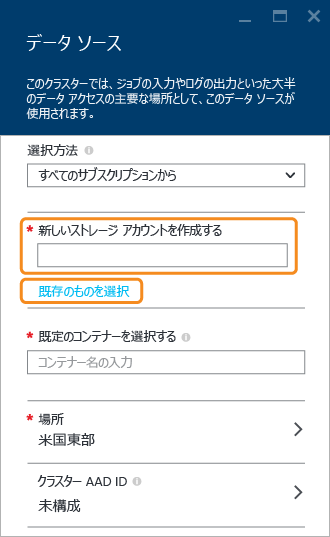 データ ソース
このクラスターでは、ジョブの入力やログの出力といった大半
のデータ アクセスの主要な場所として、このデータ ソースが
使用されます。
選択方法
すべてのサブスクリプションから
* 新しいストレージ アカウントを作成する
既存のものを選択
* 既定のコンテナーを選択する
コンテナー名の入力
* 場所
米国東部
クラスター AAD ID
未構成